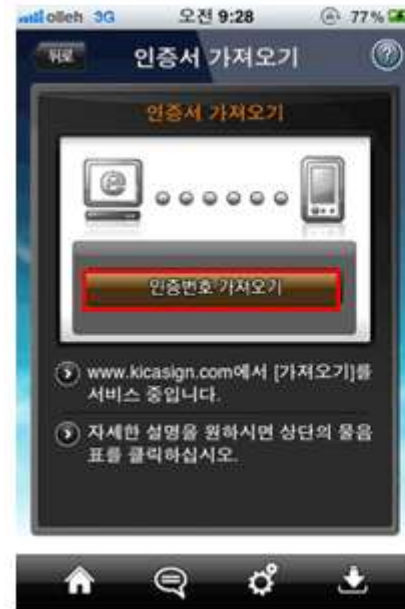 olleh 3G 오전 9:28 77%
뒤로 인증서 가져오기 ?
인증서 가져오기
인증번호 가져오기
www.kicasign.com에서 [가져오기]를
서비스 중입니다.
자세한 설명을 원하시면 상단의 물음
표를 클릭하십시오.